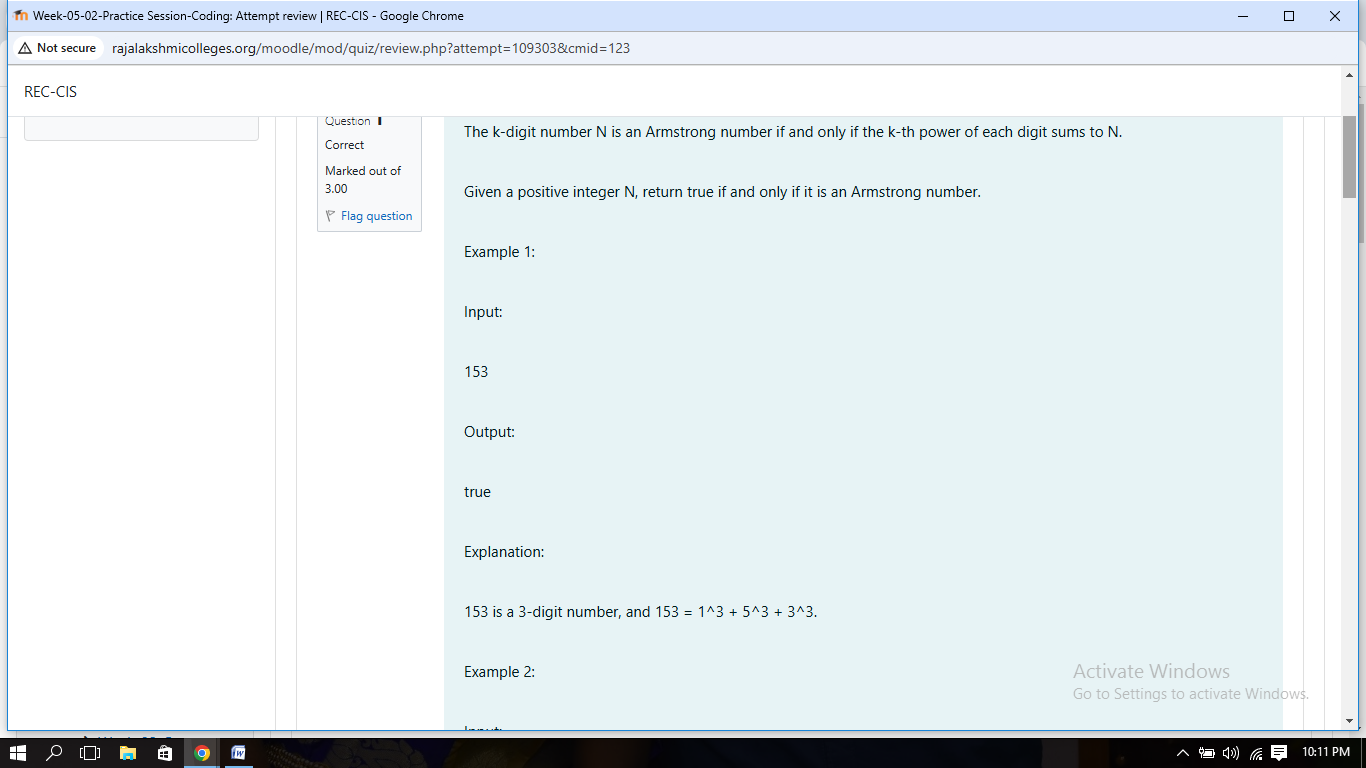 Week-05-02-Practice Session-Coding: Attempt review | REC-CIS - Google Chrome
Not secure rajalakshmicolleges.org/moodle/mod/quiz/review.php?attempt=109303&cmid=123
REC-CIS
Question 1
Correct
Marked out of
3.00
Flag question
The k-digit number N is an Armstrong number if and only if the k-th power of each digit sums to N.
Given a positive integer N, return true if and only if it is an Armstrong number.
Example 1:
Input:
153
Output:
true
Explanation:
153 is a 3-digit number, and 153 = 1^3 + 5^3 + 3^3.
Example 2:
Input:
Activate Windows
Go to Settings to activate Windows.
10:11 PM